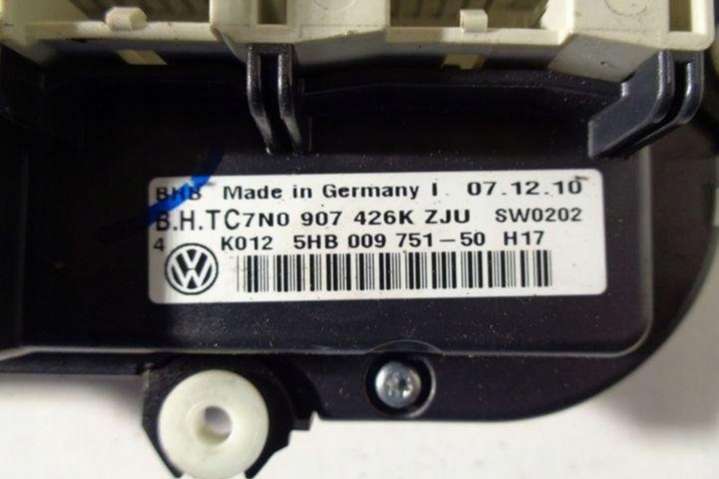 BHB Made in Germany I 07.12.10
B.H.TC7N0 907 426K ZJU SW0202
4 K012 5HB 009 751-50 H17
VW